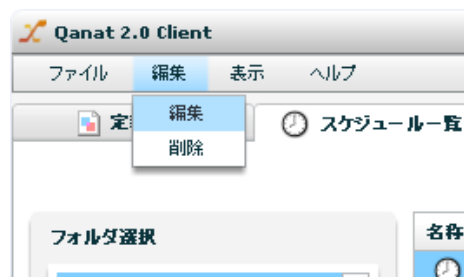 Qanat 2.0 Client
ファイル 編集 表示 ヘルプ
編集
削除
定
スケジュール一覧
フォルダ選択
名称